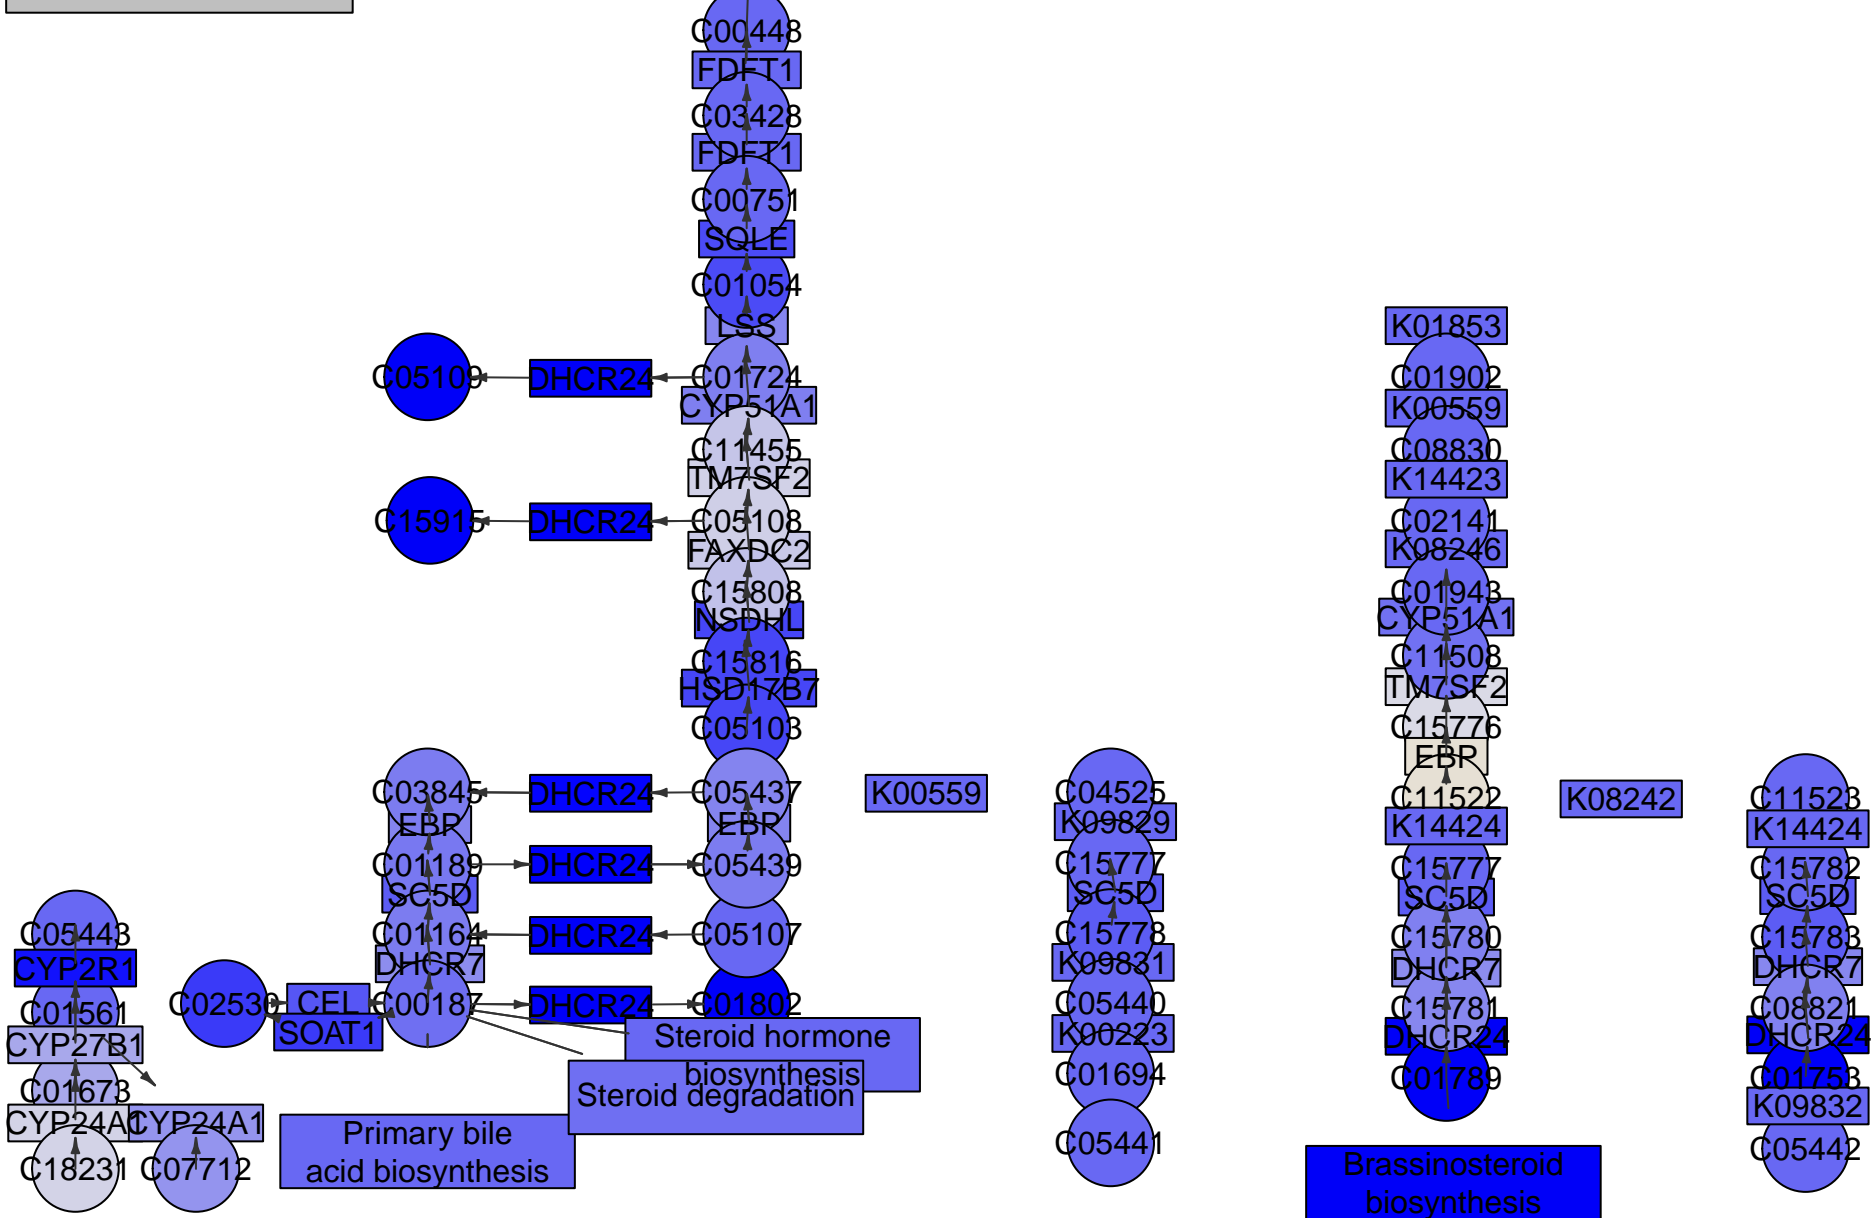 C00448
FDFT1
C03428
FDFT1
C00751
SQLE
C01054
LSS
C05109
DHCR24
C01724
CYP51A1
C11455
TM7SF2
C15915
DHCR24
C05108
FAXDC2
C15808
NSDHL
C15816
HSD17B7
C05103
C03845
DHCR24
C05437
EBP
EBP
C01189
DHCR24
C05439
SC5D
C01164
DHCR24
C05107
DHCR7
C02530
CEL
SOAT1
C00187
DHCR24
C01802
C05443
CYP2R1
C01561
CYP27B1
C01673
CYP24A1
CYP24A1
C18231
C07712
Steroid hormone
biosynthesis
Steroid degradation
Primary bile
acid biosynthesis
K00559
C04525
K09829
C15777
SC5D
C15778
K09831
C05440
K00223
C01694
C05441
K01853
C01902
K00559
C08830
K14423
C02141
K08246
C01943
CYP51A1
C11508
TM7SF2
C15776
EBP
C11522
K14424
C15777
SC5D
C15780
DHCR7
C15781
DHCR24
C01789
Brassinosteroid
biosynthesis
K08242
C11523
K14424
C15782
SC5D
C15783
DHCR7
C08821
DHCR24
C01753
K09832
C05442